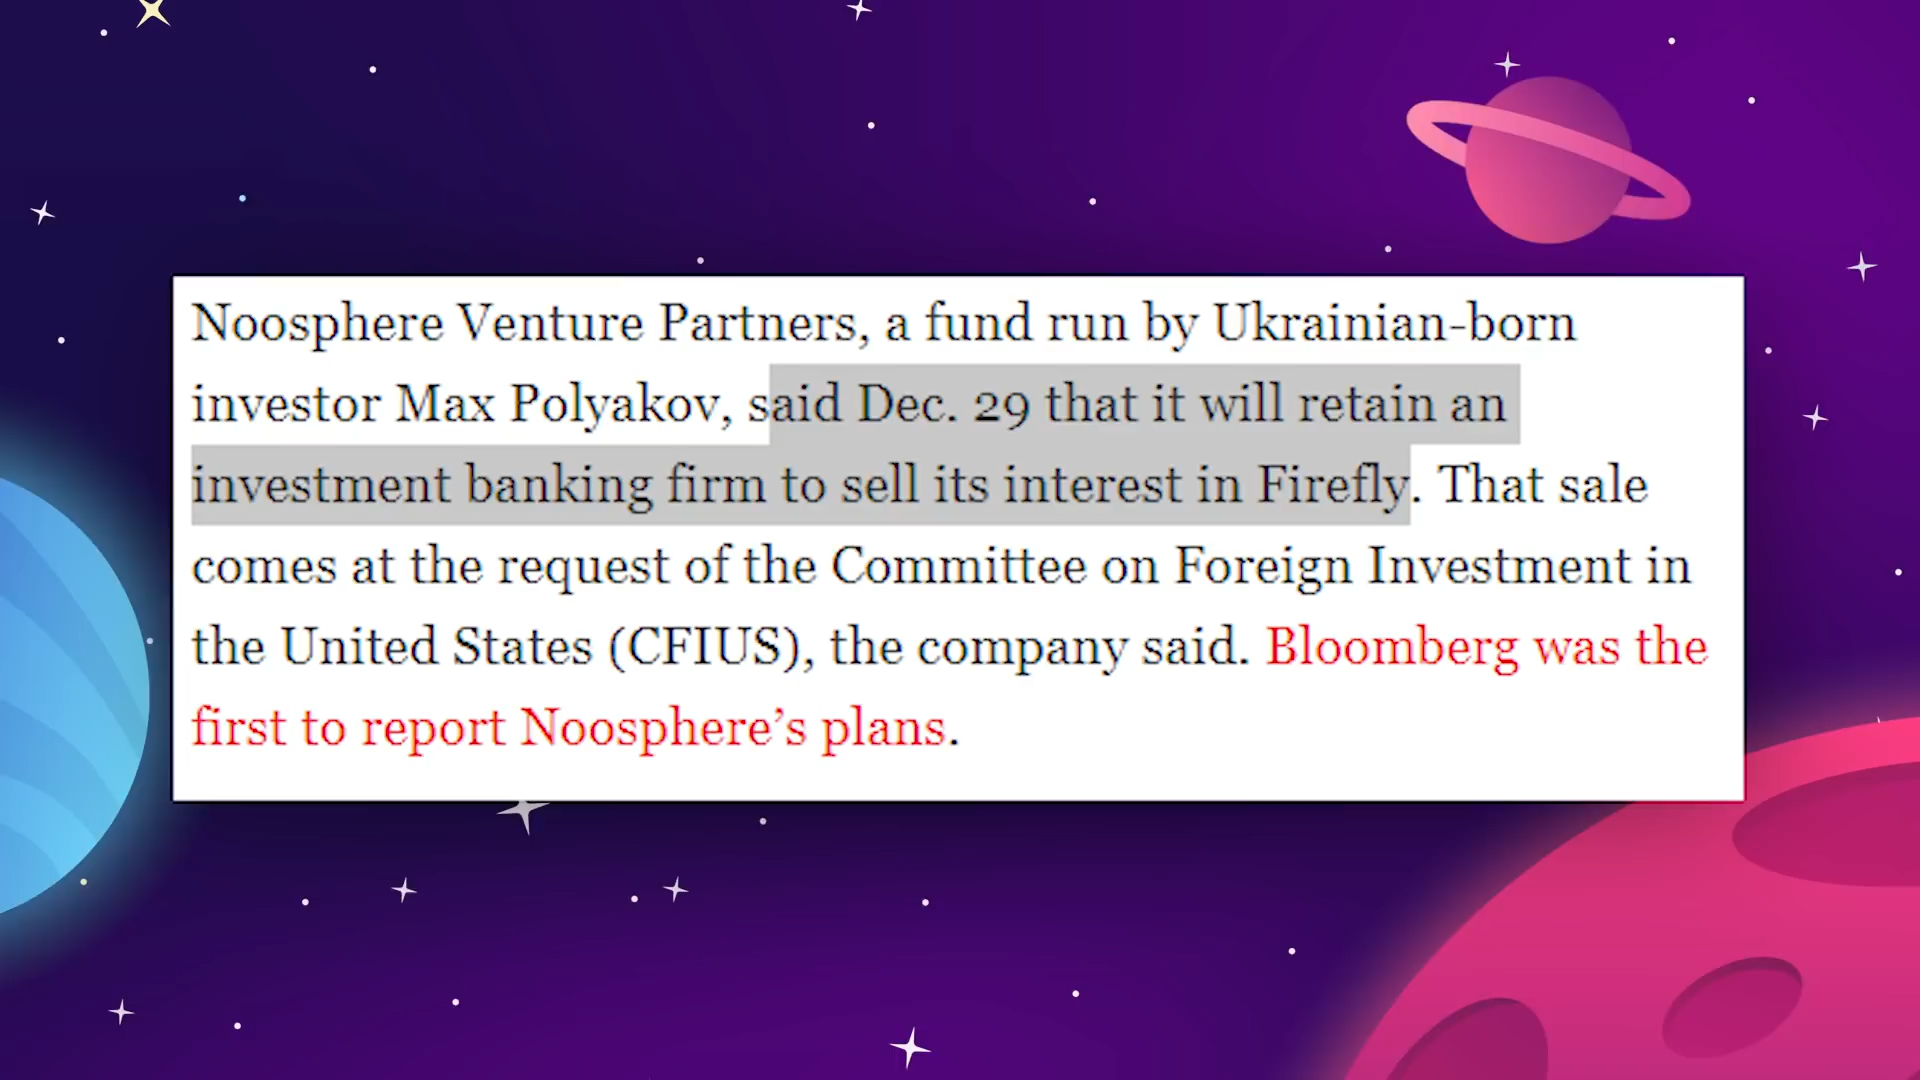 Noosphere Venture Partners, a fund run by Ukrainian-born
investor Max Polyakov, said Dec. 29 that it will retain an
investment banking firm to sell its interest in Firefly. That sale
comes at the request of the Committee on Foreign Investment in
the United States (CFIUS), the company said. Bloomberg was the
first to report Noosphere’s plans.